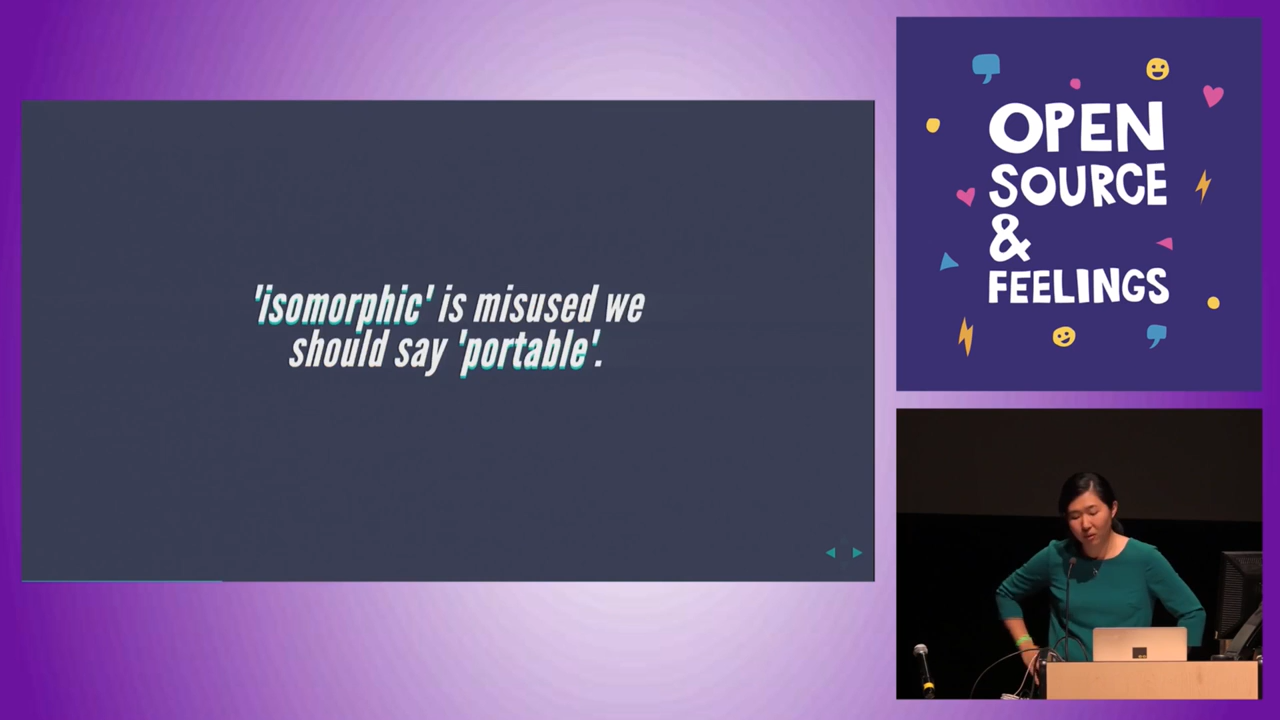 'isomorphic' is misused we
should say 'portable'.
OPEN
SOURCE
&
FEELINGS